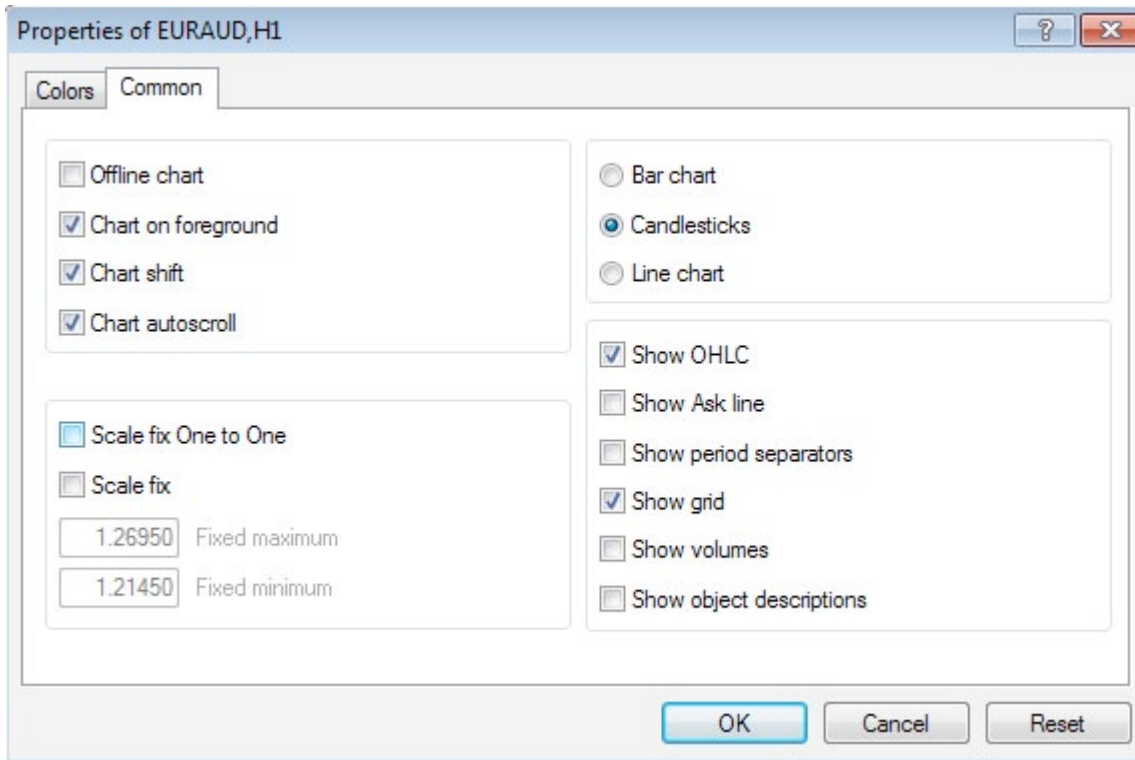 Properties of EURAUD,H1
?
Colors
Common
Offline chart
Chart on foreground
Chart shift
Chart autoscroll
Scale fix One to One
Scale fix
1.26950 Fixed maximum
1.21450 Fixed minimum
Bar chart
Candlesticks
Line chart
Show OHLC
Show Ask line
Show period separators
Show grid
Show volumes
Show object descriptions
OK
Cancel
Reset